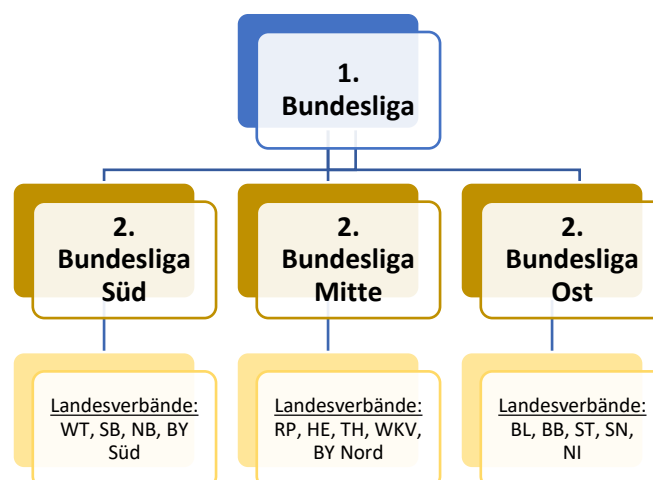 1.
Bundesliga
2.
Bundesliga
Süd
2.
Bundesliga
Mitte
2.
Bundesliga
Ost
Landesverbände:
WT, SB, NB, BY
Süd
Landesverbände:
RP, HE, TH, WKV,
BY Nord
Landesverbände:
BL, BB, ST, SN,
NI